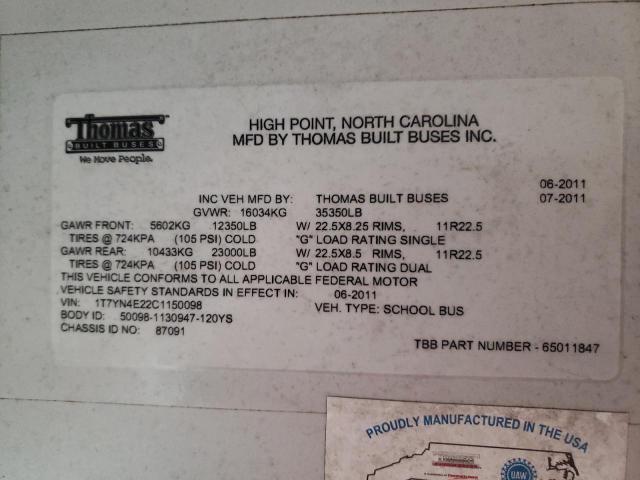 Thomas
BUILT BUSES
We Move People.
HIGH POINT, NORTH CAROLINA
MFD BY THOMAS BUILT BUSES INC.
06-2011
INC VEH MFD BY: THOMAS BUILT BUSES 07-2011
GVWR: 16034KG 35350LB
GAWR FRONT: 5602KG 12350LB W/ 22.5X8.25 RIMS, 11R22.5
TIRES @ 724KPA (105 PSI) COLD "G" LOAD RATING SINGLE
GAWR REAR: 10433KG 23000LB W/ 22.5X8.5 RIMS, 11R22.5
TIRES @ 724KPA (105 PSI) COLD "G" LOAD RATING DUAL
THIS VEHICLE CONFORMS TO ALL APPLICABLE FEDERAL MOTOR
VEHICLE SAFETY STANDARDS IN EFFECT IN: 06-2011
VIN: 1T7YN4E22C1150098 VEH. TYPE: SCHOOL BUS
BODY ID: 50098-1130947-120YS
CHASSIS ID NO: 87091
TBB PART NUMBER - 65011847
PROUDLY MANUFACTURED IN THE USA
UAW